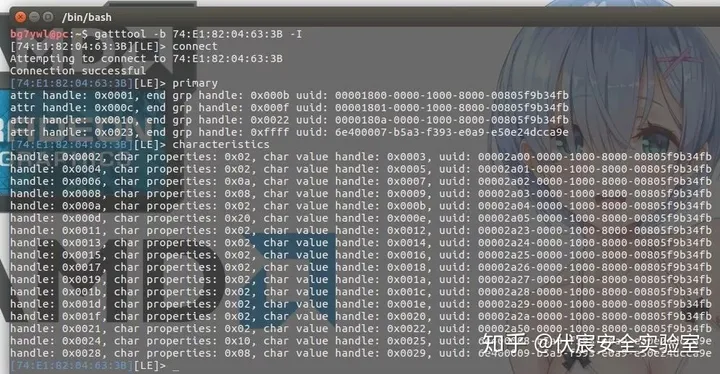 /bin/bash
bg7ywl@pc:~$ gatttool -b 74:E1:82:04:63:3B -I
[74:E1:82:04:63:3B][LE]> connect
Attempting to connect to 74:E1:82:04:63:3B
Connection successful
[74:E1:82:04:63:3B][LE]> primary
attr handle: 0x0001, end grp handle: 0x000b uuid: 00001800-0000-1000-8000-00805f9b34fb
attr handle: 0x000c, end grp handle: 0x000f uuid: 00001801-0000-1000-8000-00805f9b34fb
attr handle: 0x0010, end grp handle: 0x0022 uuid: 0000180a-0000-1000-8000-00805f9b34fb
attr handle: 0x0023, end grp handle: 0xffff uuid: 6e400007-b5a3-f393-e0a9-e50e24dcca9e
[74:E1:82:04:63:3B][LE]> characteristics
handle: 0x0002, char properties: 0x02, char value handle: 0x0003, uuid: 00002a00-0000-1000-8000-00805f9b34fb
handle: 0x0004, char properties: 0x02, char value handle: 0x0005, uuid: 00002a01-0000-1000-8000-00805f9b34fb
handle: 0x0006, char properties: 0x0a, char value handle: 0x0007, uuid: 00002a02-0000-1000-8000-00805f9b34fb
handle: 0x0008, char properties: 0x08, char value handle: 0x0009, uuid: 00002a03-0000-1000-8000-00805f9b34fb
handle: 0x000a, char properties: 0x02, char value handle: 0x000b, uuid: 00002a04-0000-1000-8000-00805f9b34fb
handle: 0x000d, char properties: 0x20, char value handle: 0x000e, uuid: 00002a05-0000-1000-8000-00805f9b34fb
handle: 0x0011, char properties: 0x02, char value handle: 0x0012, uuid: 00002a23-0000-1000-8000-00805f9b34fb
handle: 0x0013, char properties: 0x02, char value handle: 0x0014, uuid: 00002a24-0000-1000-8000-00805f9b34fb
handle: 0x0015, char properties: 0x02, char value handle: 0x0016, uuid: 00002a25-0000-1000-8000-00805f9b34fb
handle: 0x0017, char properties: 0x02, char value handle: 0x0018, uuid: 00002a26-0000-1000-8000-00805f9b34fb
handle: 0x0019, char properties: 0x02, char value handle: 0x001a, uuid: 00002a27-0000-1000-8000-00805f9b34fb
handle: 0x001b, char properties: 0x02, char value handle: 0x001c, uuid: 00002a28-0000-1000-8000-00805f9b34fb
handle: 0x001d, char properties: 0x02, char value handle: 0x001e, uuid: 00002a29-0000-1000-8000-00805f9b34fb
handle: 0x001f, char properties: 0x02, char value handle: 0x0020, uuid: 00002a2a-0000-1000-8000-00805f9b34fb
handle: 0x0021, char properties: 0x02, char value handle: 0x0022, uuid:
handle: 0x0024, char properties: 0x10, char value handle: 0x0025, uuid:
handle: 0x0028, char properties: 0x08, char value handle: 0x0029, uuid:
[74:E1:82:04:63:3B][LE]> _
知乎 @伏宸安全实验室
AMD